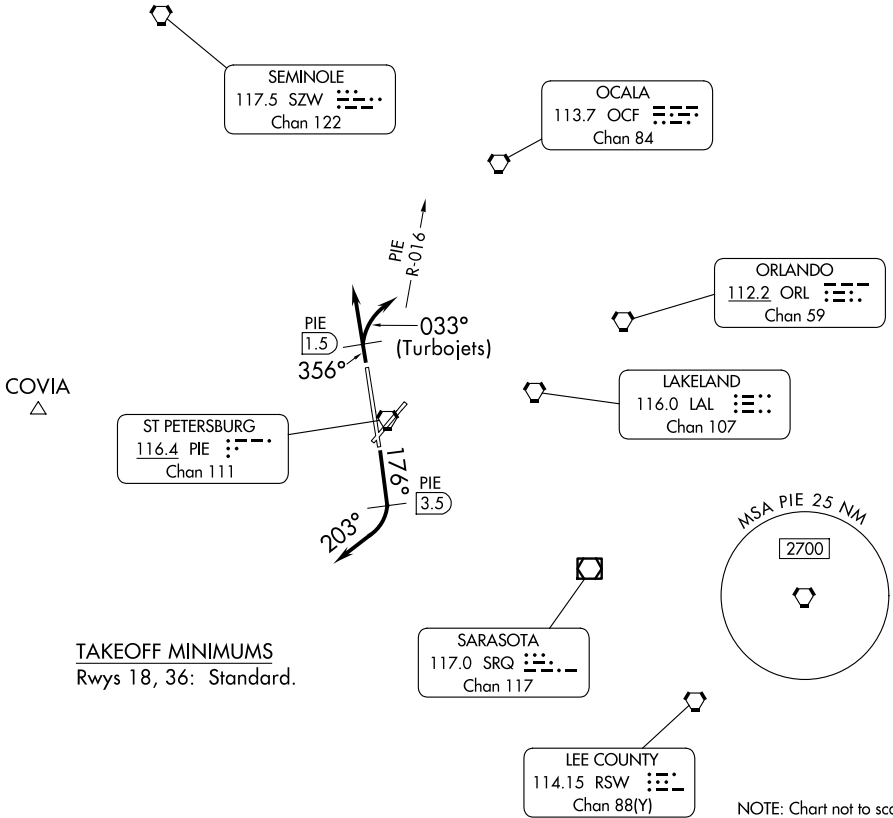 SEMINOLE
117.5 SZW
Chan 122
OCALA
113.7 OCF
Chan 84
PIE
R-016
ORLANDO
112.2 ORL
Chan 59
PIE
1.5
033°
(Turbojets)
356°
COVIA
LAKELAND
116.0 LAL
Chan 107
ST PETERSBURG
116.4 PIE
Chan 111
176°
PIE
3.5
203°
MSA PIE 25 NM
2700
TAKEOFF MINIMUMS
Rwys 18, 36: Standard.
SARASOTA
117.0 SRQ
Chan 117
LEE COUNTY
114.15 RSW
Chan 88(Y)
NOTE: Chart not to